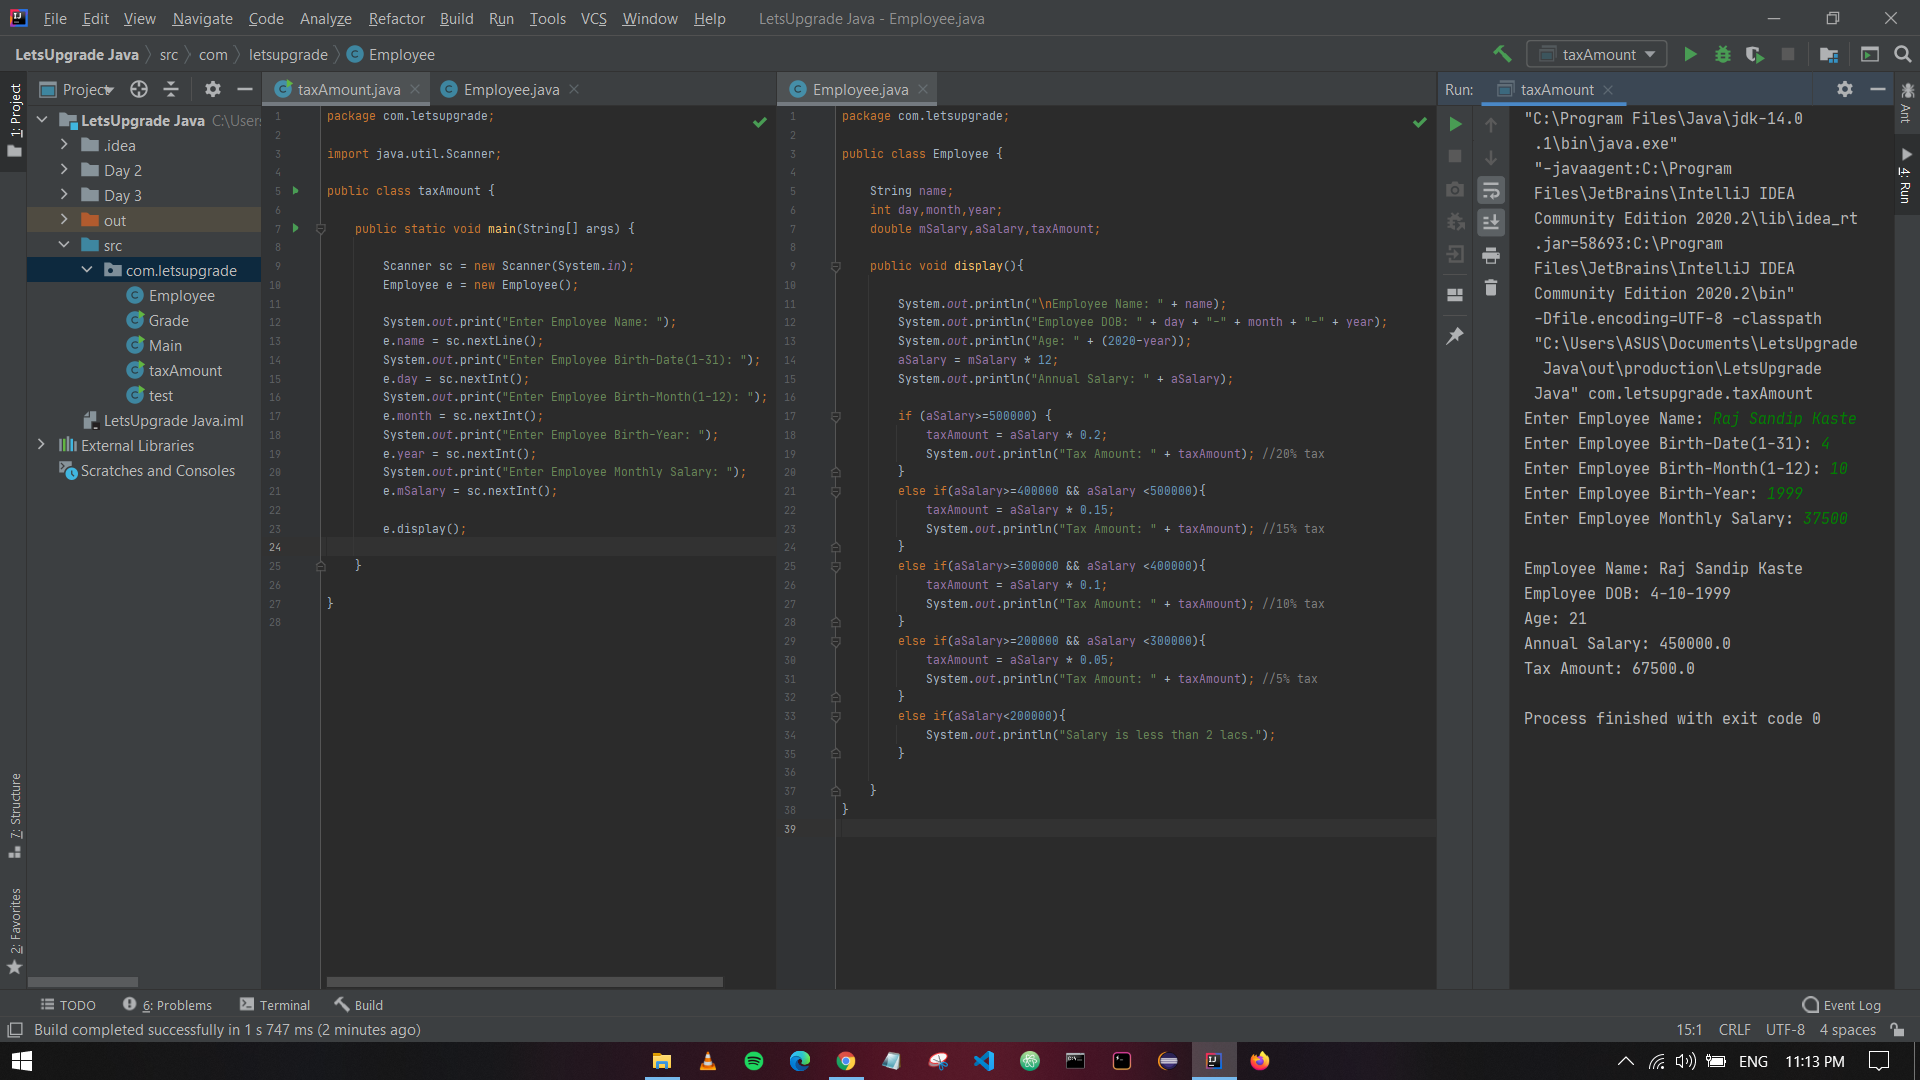 File Edit View Navigate Code Analyze Refactor Build Run Tools VCS Window Help LetsUpgrade Java - Employee.java
LetsUpgrade Java src com letsupgrade Employee taxAmount
1: Project
7: Structure
2: Favorites
Project
LetsUpgrade Java C:\Users
.idea
Day 2
Day 3
out
src
com.letsupgrade
Employee
Grade
Main
taxAmount
test
LetsUpgrade Java.iml
External Libraries
Scratches and Consoles
taxAmount.java Employee.java
1 package com.letsupgrade;
2
3 import java.util.Scanner;
4
5 public class taxAmount {
6
7 public static void main(String[] args) {
8
9 Scanner sc = new Scanner(System.in);
10 Employee e = new Employee();
11
12 System.out.print("Enter Employee Name: ");
13 e.name = sc.nextLine();
14 System.out.print("Enter Employee Birth-Date(1-31): ");
15 e.day = sc.nextInt();
16 System.out.print("Enter Employee Birth-Month(1-12): ");
17 e.month = sc.nextInt();
18 System.out.print("Enter Employee Birth-Year: ");
19 e.year = sc.nextInt();
20 System.out.print("Enter Employee Monthly Salary: ");
21 e.mSalary = sc.nextInt();
22
23 e.display();
24
25 }
26
27 }
28
Employee.java
1 package com.letsupgrade;
2
3 public class Employee {
4
5 String name;
6 int day,month,year;
7 double mSalary,aSalary,taxAmount;
8
9 public void display(){
10
11 System.out.println("\nEmployee Name: " + name);
12 System.out.println("Employee DOB: " + day + "-" + month + "-" + year);
13 System.out.println("Age: " + (2020-year));
14 aSalary = mSalary * 12;
15 System.out.println("Annual Salary: " + aSalary);
16
17 if (aSalary>=500000) {
18 taxAmount = aSalary * 0.2;
19 System.out.println("Tax Amount: " + taxAmount); //20% tax
20 }
21 else if(aSalary>=400000 && aSalary <500000){
22 taxAmount = aSalary * 0.15;
23 System.out.println("Tax Amount: " + taxAmount); //15% tax
24 }
25 else if(aSalary>=300000 && aSalary <400000){
26 taxAmount = aSalary * 0.1;
27 System.out.println("Tax Amount: " + taxAmount); //10% tax
28 }
29 else if(aSalary>=200000 && aSalary <300000){
30 taxAmount = aSalary * 0.05;
31 System.out.println("Tax Amount: " + taxAmount); //5% tax
32 }
33 else if(aSalary<200000){
34 System.out.println("Salary is less than 2 lacs.");
35 }
36
37 }
38 }
39
Run: taxAmount
"C:\Program Files\Java\jdk-14.0
.1\bin\java.exe"
"-javaagent:C:\Program
Files\JetBrains\IntelliJ IDEA
Community Edition 2020.2\lib\idea_rt
.jar=58693:C:\Program
Files\JetBrains\IntelliJ IDEA
Community Edition 2020.2\bin"
-Dfile.encoding=UTF-8 -classpath
"C:\Users\ASUS\Documents\LetsUpgrade
Java\out\production\LetsUpgrade
Java" com.letsupgrade.taxAmount
Enter Employee Name: Raj Sandip Kaste
Enter Employee Birth-Date(1-31): 4
Enter Employee Birth-Month(1-12): 10
Enter Employee Birth-Year: 1999
Enter Employee Monthly Salary: 37500
Employee Name: Raj Sandip Kaste
Employee DOB: 4-10-1999
Age: 21
Annual Salary: 450000.0
Tax Amount: 67500.0
Process finished with exit code 0
Ant
4: Run
TODO 6: Problems Terminal Build Event Log
Build completed successfully in 1 s 747 ms (2 minutes ago) 15:1 CRLF UTF-8 4 spaces
ENG 11:13 PM